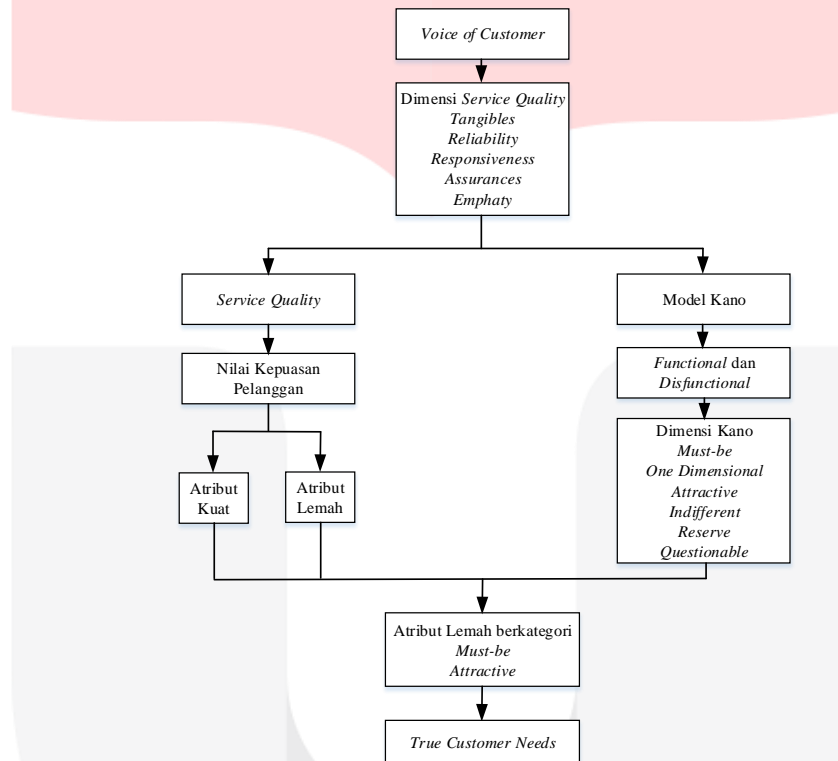 Voice of Customer
Dimensi Service Quality
Tangibles
Reliability
Responsiveness
Assurances
Emphaty
Service Quality
Model Kano
Nilai Kepuasan
Pelanggan
Functional dan
Disfunctional
Atribut
Kuat
Atribut
Lemah
Dimensi Kano
Must-be
One Dimensional
Attractive
Indifferent
Reserve
Questionable
Atribut Lemah berkategori
Must-be
Attractive
True Customer Needs